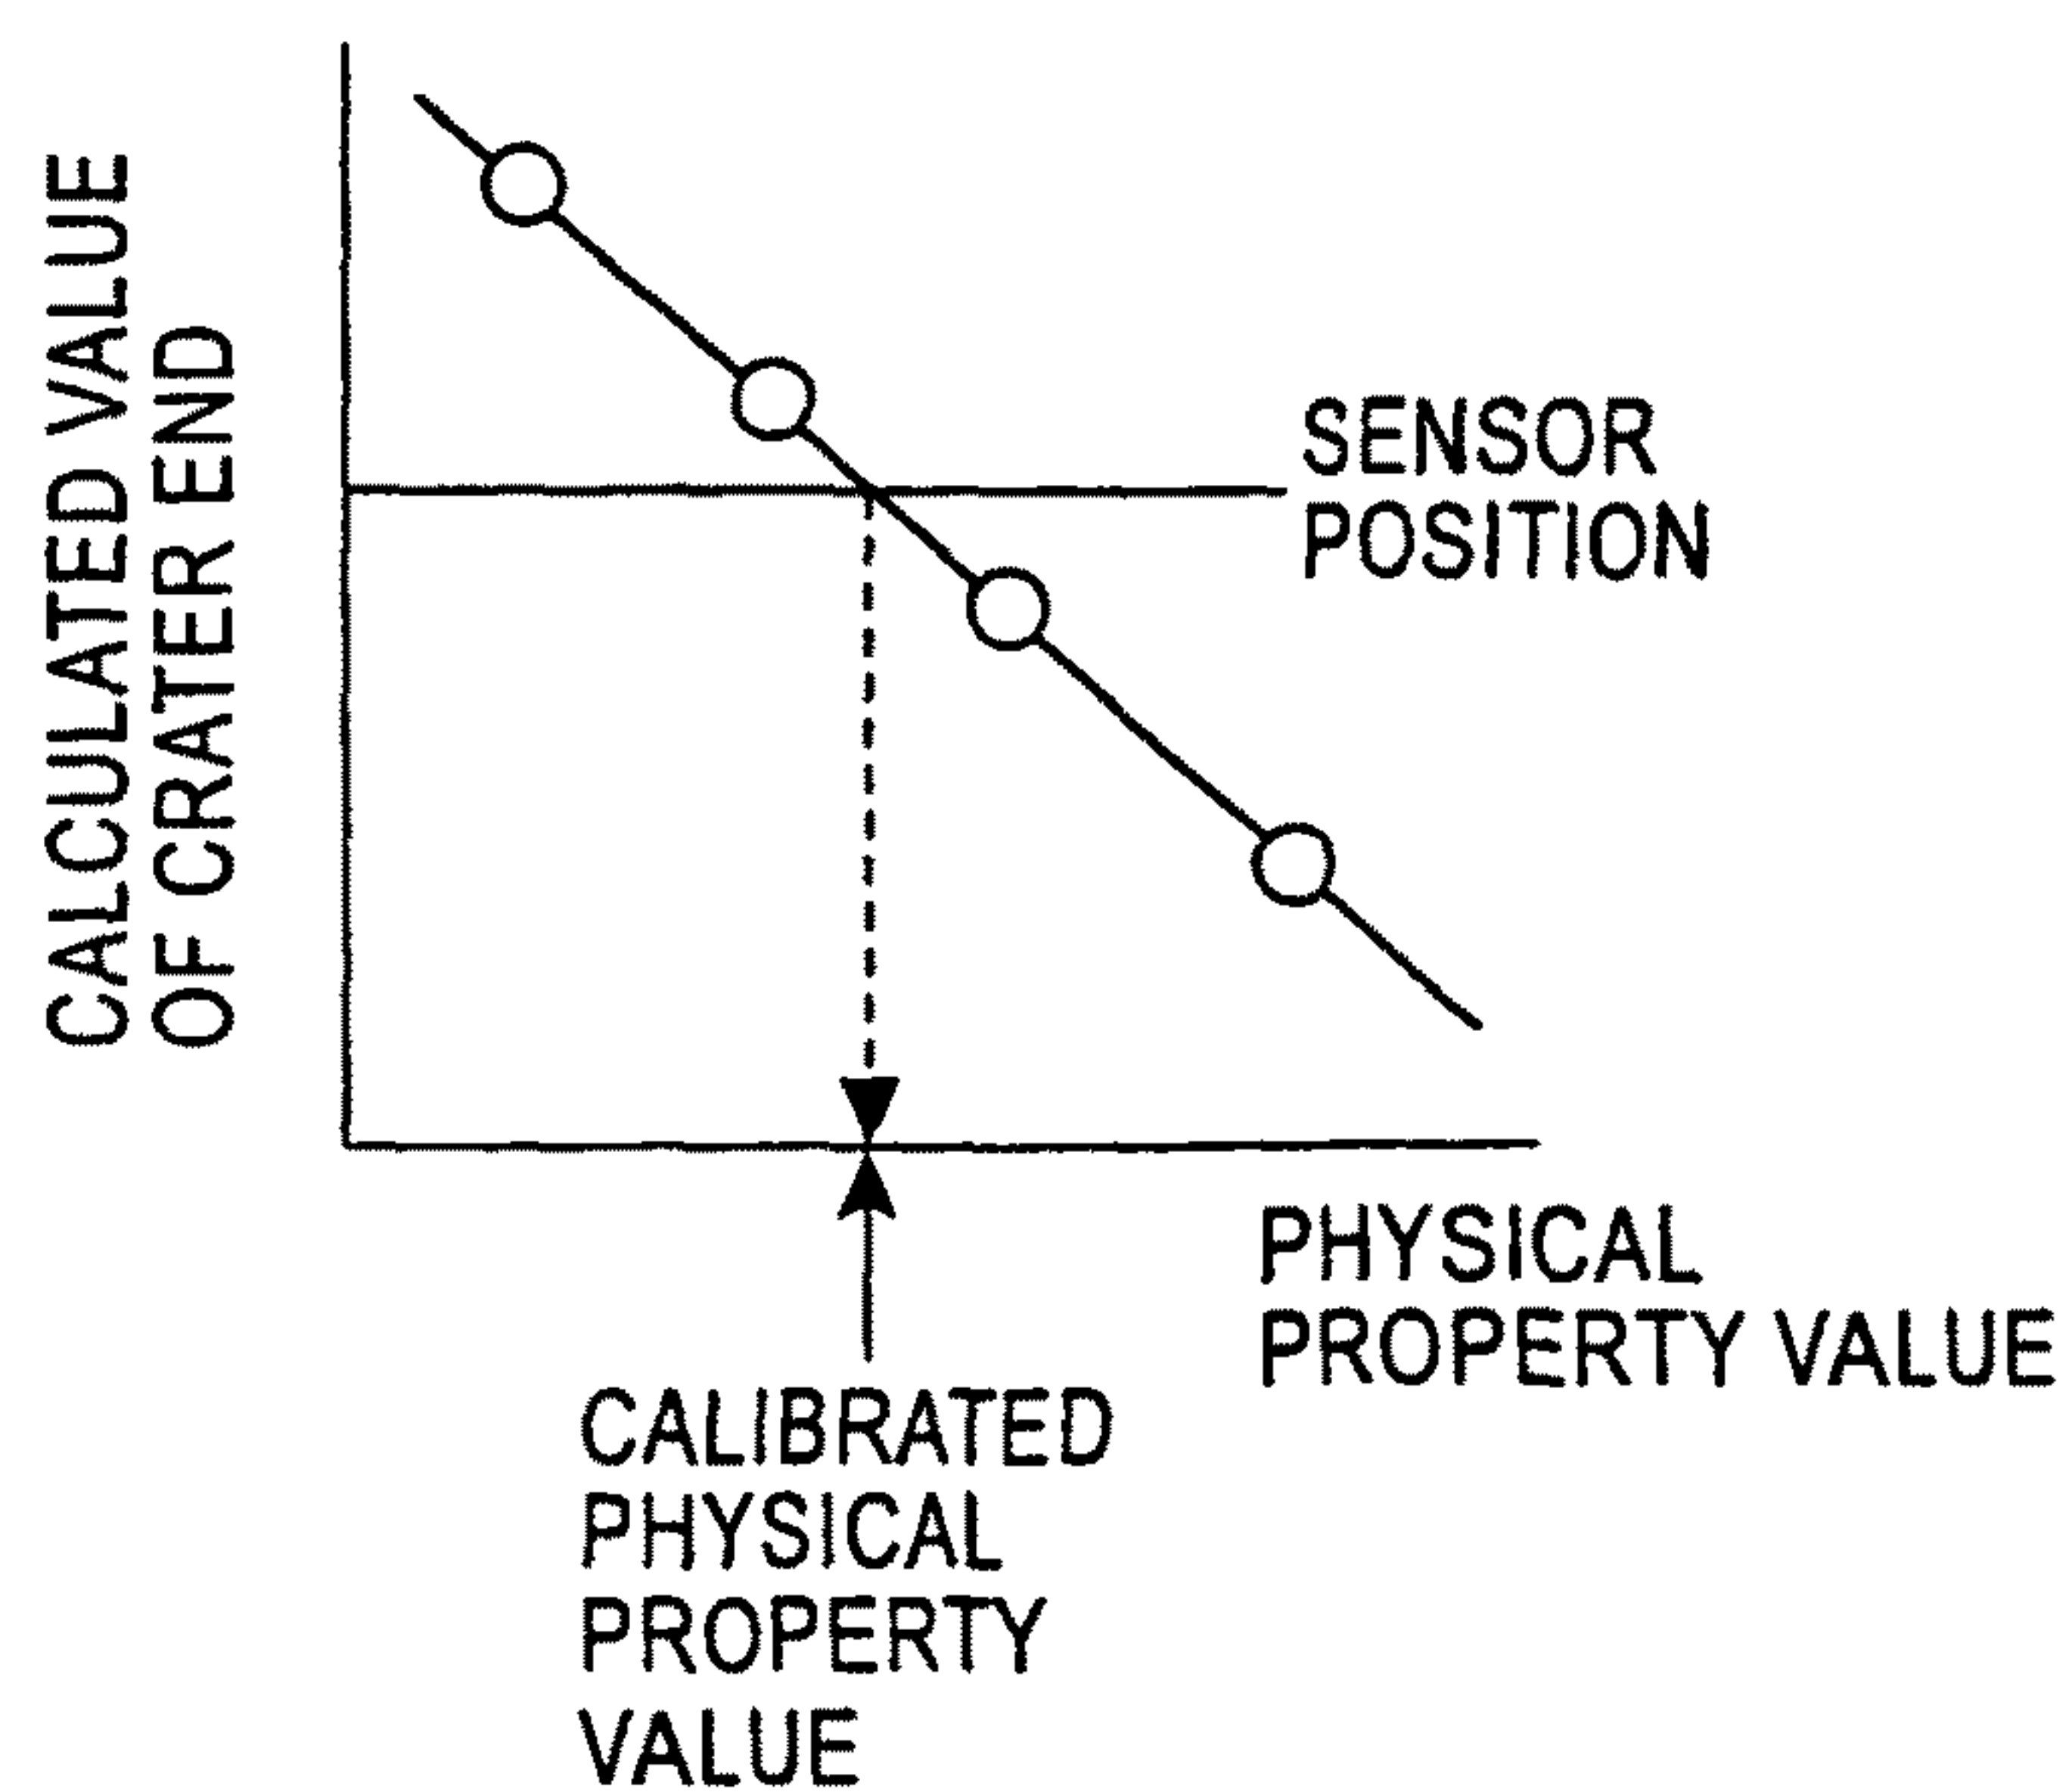 CALCULATED VALUE
OF CRATER END
SENSOR
POSITION
PHYSICAL
PROPERTY VALUE
CALIBRATED
PHYSICAL
PROPERTY
VALUE